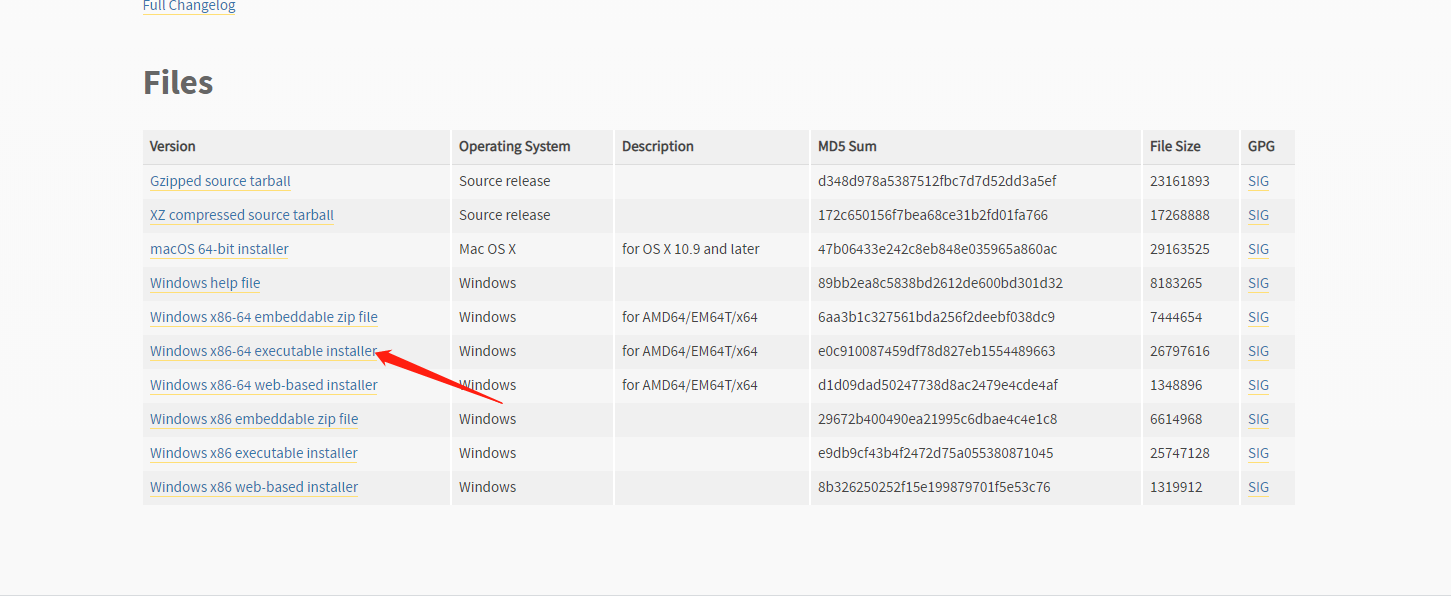 Full Changelog
Files
Version Operating System Description MD5 Sum File Size GPG
Gzipped source tarball Source release d348d978a5387512fbc7d7d52dd3a5ef 23161893 SIG
XZ compressed source tarball Source release 172c650156f7bea68ce31b2fd01fa766 17268888 SIG
macOS 64-bit installer Mac OS X for OS X 10.9 and later 47b06433e242c8eb848e035965a860ac 29163525 SIG
Windows help file Windows 89bb2ea8c5838bd2612de600bd301d32 8183265 SIG
Windows x86-64 embeddable zip file Windows for AMD64/EM64T/x64 6aa3b1c327561bda256f2deebf038dc9 7444654 SIG
Windows x86-64 executable installer Windows for AMD64/EM64T/x64 e0c910087459df78d827eb1554489663 26797616 SIG
Windows x86-64 web-based installer Windows for AMD64/EM64T/x64 d1d09dad50247738d8ac2479e4cde4af 1348896 SIG
Windows x86 embeddable zip file Windows 29672b400490ea21995c6dbae4c4e1c8 6614968 SIG
Windows x86 executable installer Windows e9db9cf43b4f2472d75a055380871045 25747128 SIG
Windows x86 web-based installer Windows 8b326250252f15e199879701f5e53c76 1319912 SIG